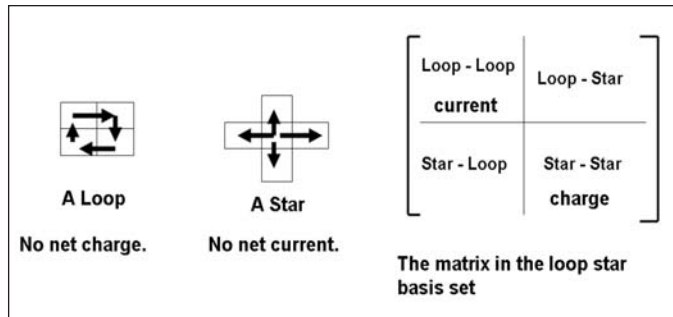 A Loop
No net charge.
A Star
No net current.
Loop - Loop
current
Loop - Star
Star - Loop
Star - Star
charge
The matrix in the loop star
basis set